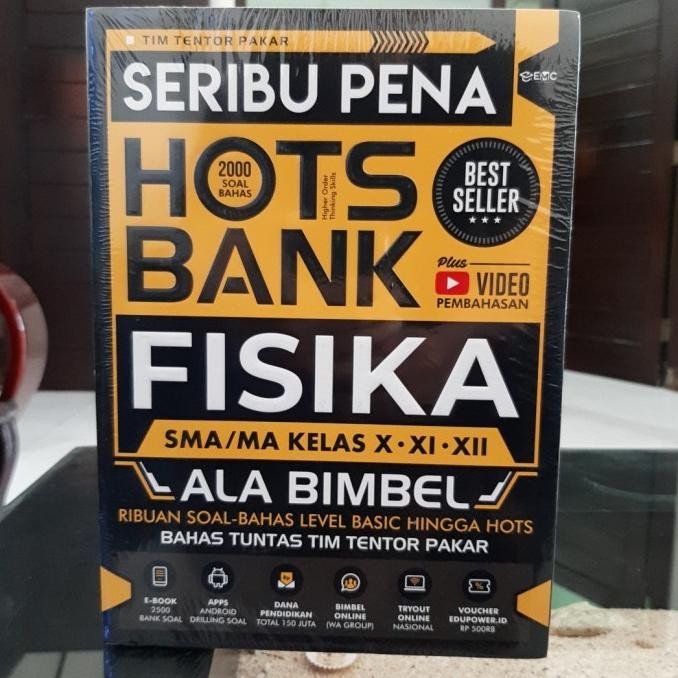 TIM TENTOR PAKAR
EMC
SERIBU PENA
HOTS
2000
SOAL
BAHAS
Higher Order
Thinking Skills
BEST
SELLER
BANK
Plus
VIDEO
PEMBAHASAN
FISIKA
SMA/MA KELAS X•XI•XII
ALA BIMBEL
RIBUAN SOAL-BAHAS LEVEL BASIC HINGGA HOTS
BAHAS TUNTAS TIM TENTOR PAKAR
Rp
%
E-BOOK
2500
BANK SOAL
APPS
ANDROID
DRILLING SOAL
DANA
PENDIDIKAN
TOTAL 150 JUTA
BIMBEL
ONLINE
(WA GROUP)
TRYOUT
ONLINE
NASIONAL
VOUCHER
EDUPOWER.ID
RP 500RB